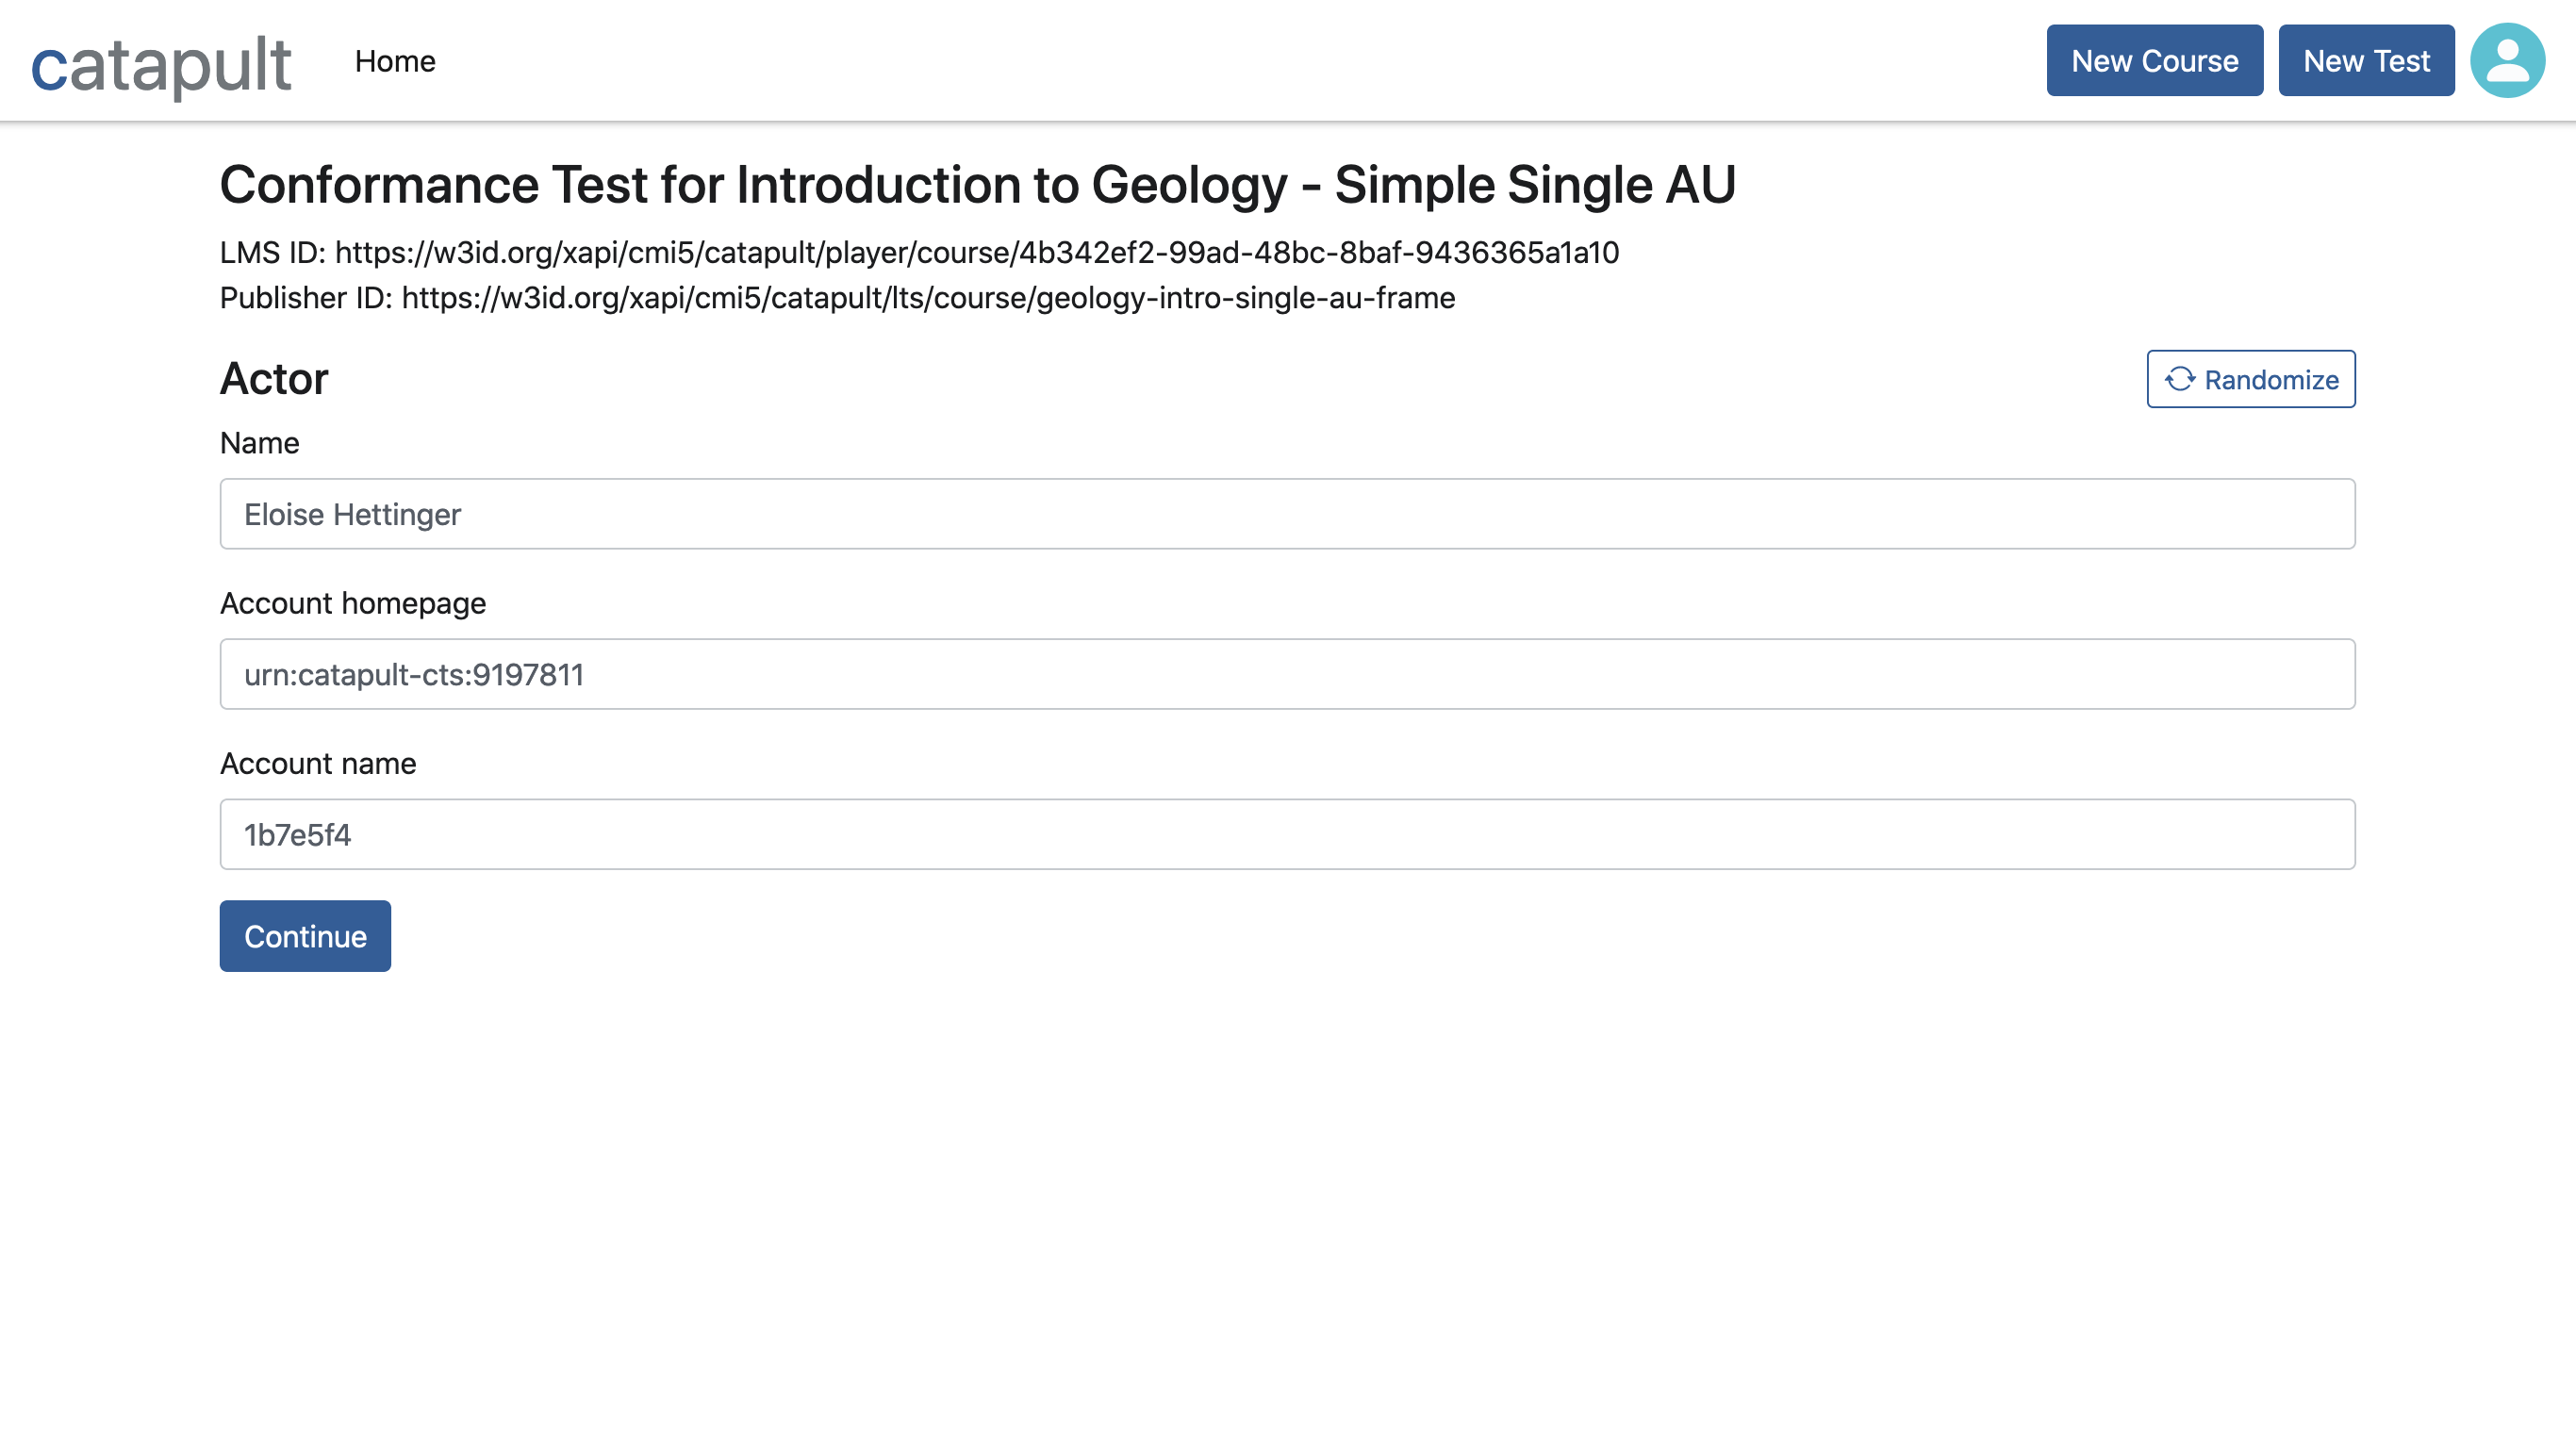 catapult
Home
New Course
New Test
Conformance Test for Introduction to Geology - Simple Single AU
LMS ID: https://w3id.org/xapi/cmi5/catapult/player/course/4b342ef2-99ad-48bc-8baf-9436365a1a10
Publisher ID: https://w3id.org/xapi/cmi5/catapult/lts/course/geology-intro-single-au-frame
Actor
Randomize
Name
Eloise Hettinger
Account homepage
urn:catapult-cts:9197811
Account name
1b7e5f4
Continue